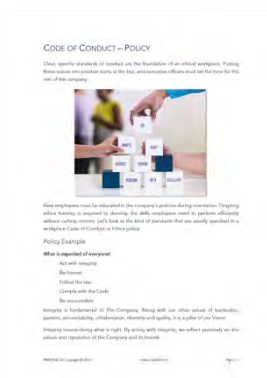 CODE OF CONDUCT – POLICY
Clear, specific standards of conduct are the foundation of an ethical workplace. Putting
these values into practice starts at the top, and executive officers must set the tone for the
rest of the company.
New employees must be educated in the company's policies during orientation. Ongoing
ethics training is required to develop the skills employees need to perform efficiently
without cutting corners. Let's look at the kind of standards that are usually specified in a
workplace Code of Conduct or Ethics policy.
Policy Example
What is expected of everyone?
Act with integrity
Be honest
Follow the law
Comply with the Code
Be accountable
Integrity is fundamental to The Company. Along with our other values of leadership,
passion, accountability, collaboration, diversity and quality, it is a pillar of our Vision.
Integrity means doing what is right. By acting with integrity, we reflect positively on the
values and reputation of the Company and its brands.